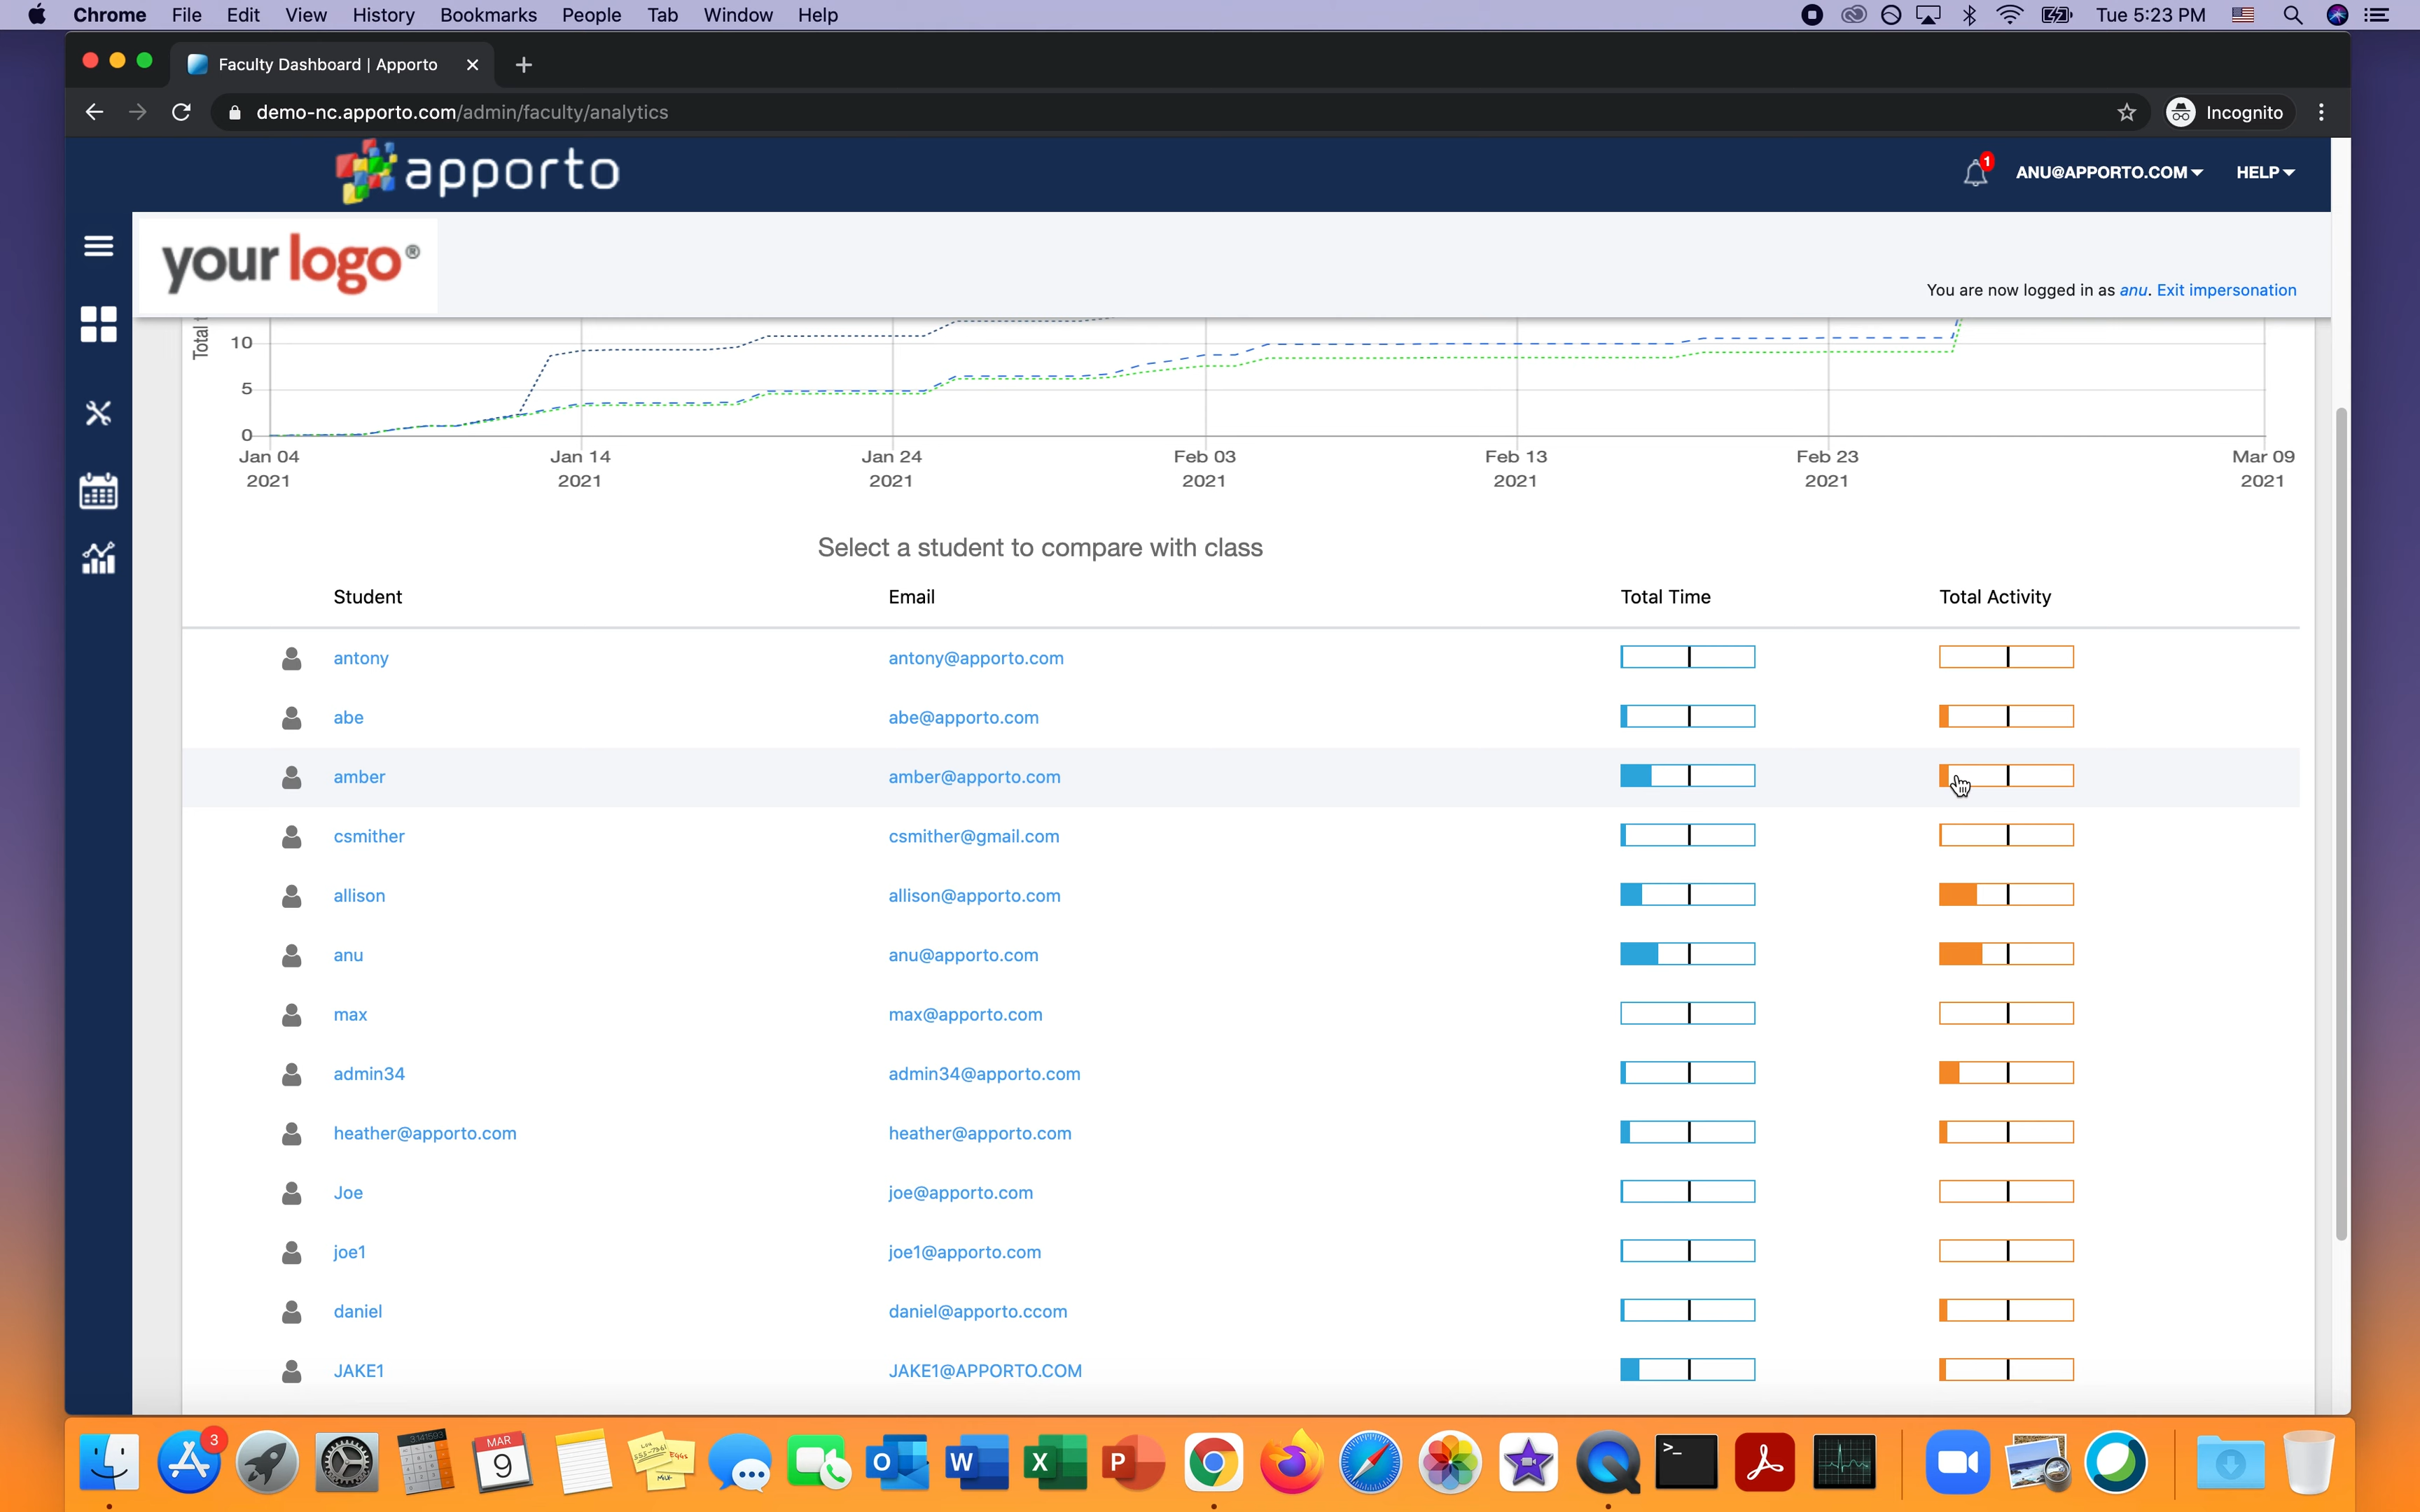 Chrome File Edit View History Bookmarks People Tab Window Help Tue 5:23 PM
Faculty Dashboard | Apporto
demo-nc.apporto.com/admin/faculty/analytics Incognito
apporto 1 ANU@APPORTO.COM HELP
your logo®
You are now logged in as anu. Exit impersonation
Total
10
5
0
Jan 04 Jan 14 Jan 24 Feb 03 Feb 13 Feb 23 Mar 09
2021 2021 2021 2021 2021 2021 2021
Select a student to compare with class
Student Email Total Time Total Activity
antony antony@apporto.com
abe abe@apporto.com
amber amber@apporto.com
csmither csmither@gmail.com
allison allison@apporto.com
anu anu@apporto.com
max max@apporto.com
admin34 admin34@apporto.com
heather@apporto.com heather@apporto.com
Joe joe@apporto.com
joe1 joe1@apporto.com
daniel daniel@apporto.ccom
JAKE1 JAKE1@APPORTO.COM
3 MAR
9 O W X P >_